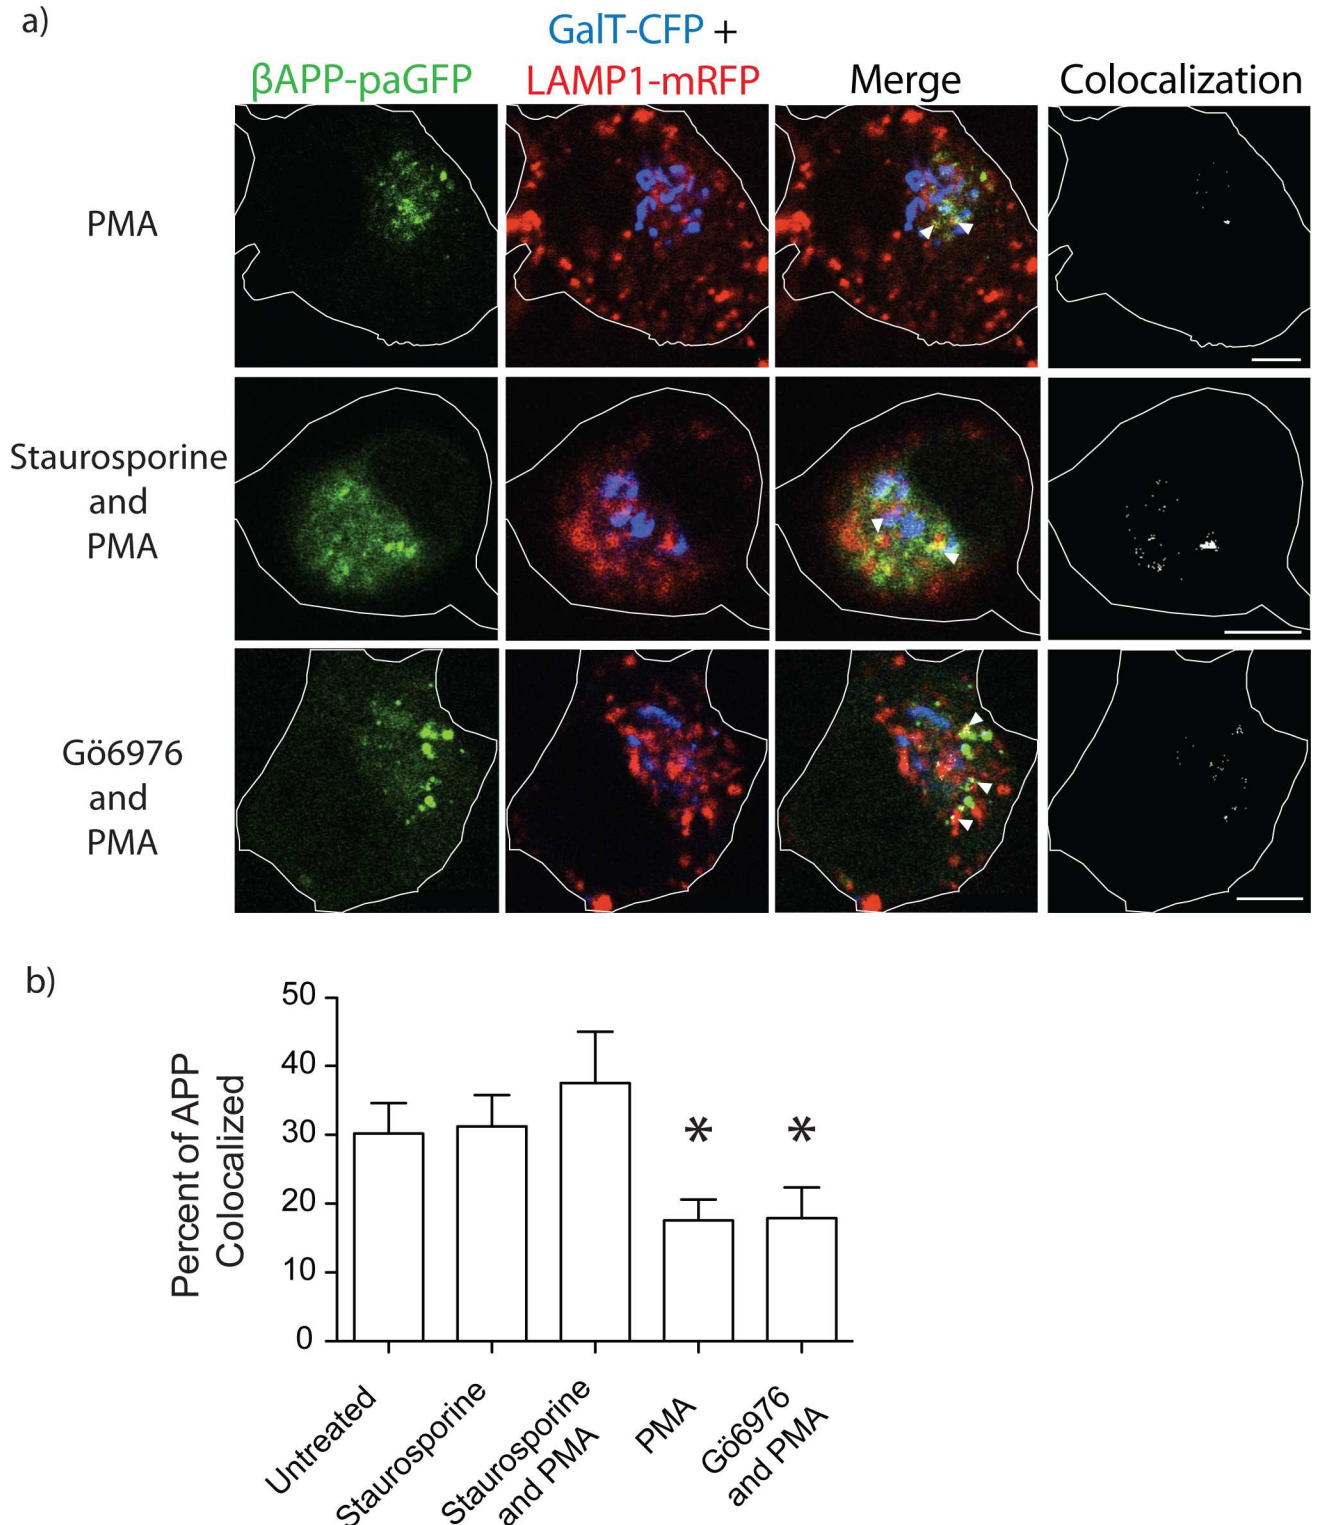 a)
GalT-CFP +
βAPP-paGFP LAMP1-mRFP Merge Colocalization
PMA
Staurosporine
and
PMA
Gö6976
and
PMA
b)
Percent of APP
Colocalized
50
40
30
20
10
0
*
*
Untreated
Staurosporine
Staurosporine
and PMA
PMA
Gö6976
and PMA